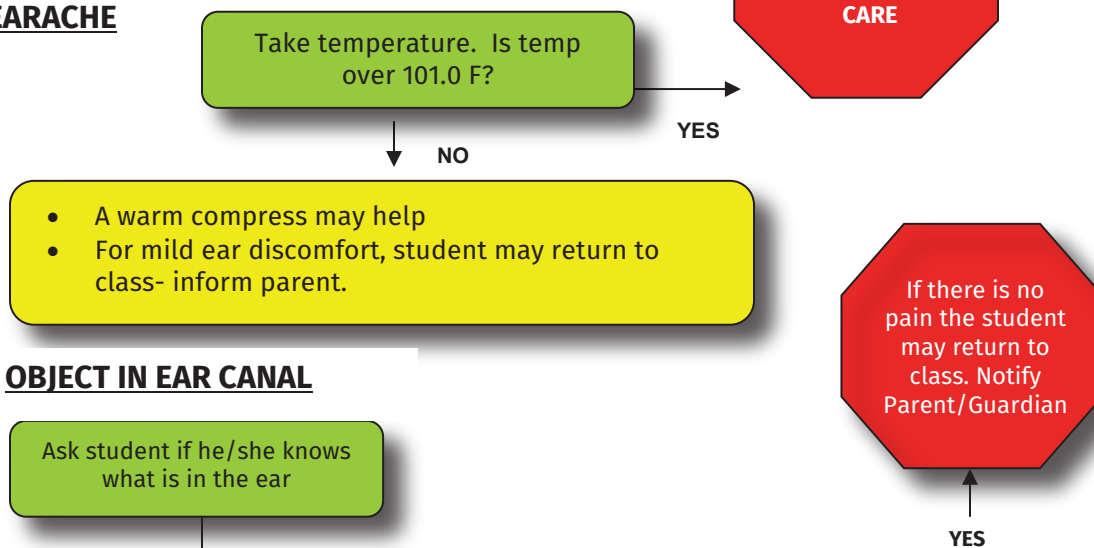 EARACHE
CARE
Take temperature.  Is temp
over 101.0 F?
YES
NO
• A warm compress may help
• For mild ear discomfort, student may return to
class- inform parent.
If there is no
pain the student
may return to
class. Notify
Parent/Guardian
OBJECT IN EAR CANAL
Ask student if he/she knows
what is in the ear
YES